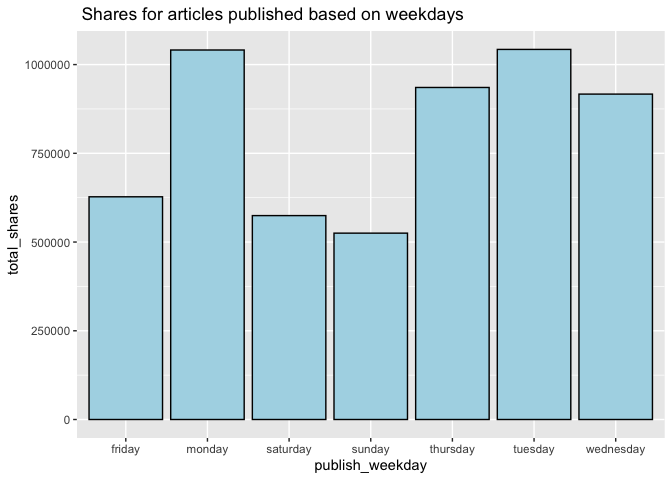 Shares for articles published based on weekdays
total_shares
1000000
750000
500000
250000
0
friday monday saturday sunday thursday tuesday wednesday
publish_weekday